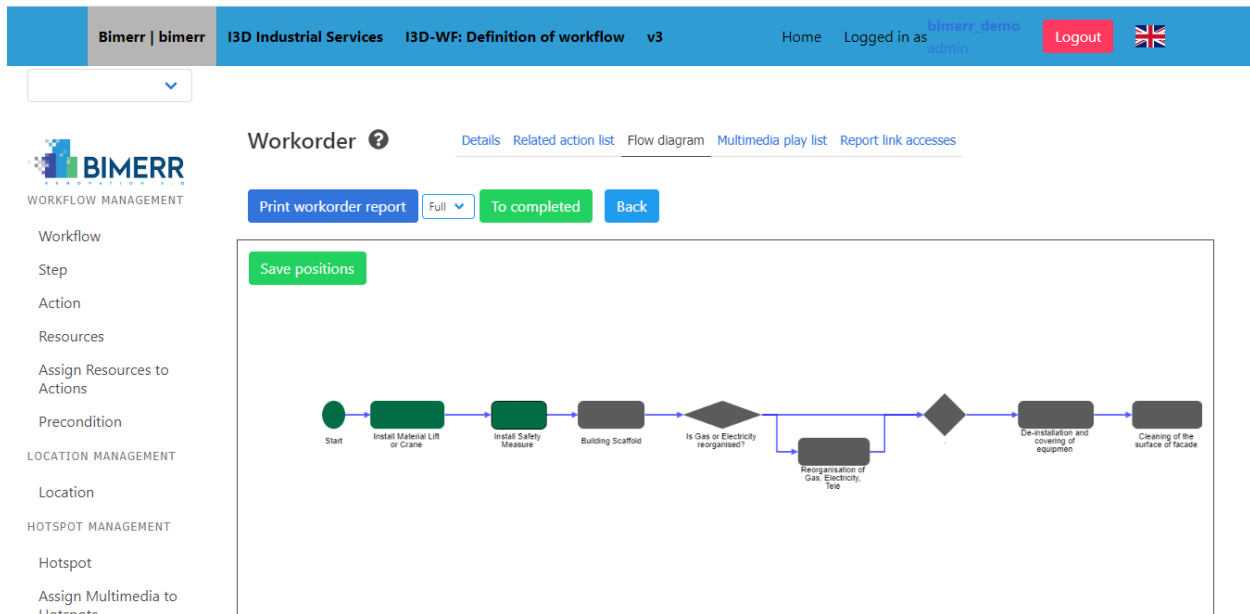 Bimerr | bimerr I3D Industrial Services I3D-WF: Definition of workflow v3 Home Logged in as bimerr_demo admin Logout
BIMERR
RENOVATION 4.0
WORKFLOW MANAGEMENT
Workflow
Step
Action
Resources
Assign Resources to
Actions
Precondition
LOCATION MANAGEMENT
Location
HOTSPOT MANAGEMENT
Hotspot
Assign Multimedia to
Hotspots
Workorder ? Details Related action list Flow diagram Multimedia play list Report link accesses
Print workorder report Full To completed Back
Save positions
Start
Install Material Lift
or Crane
Install Safety
Measure
Building Scaffold
Is Gas or Electricity
reorganised?
Reorganisation of
Gas, Electricity,
Tele
.
De-installation and
covering of
equipmen
Cleaning of the
surface of facade